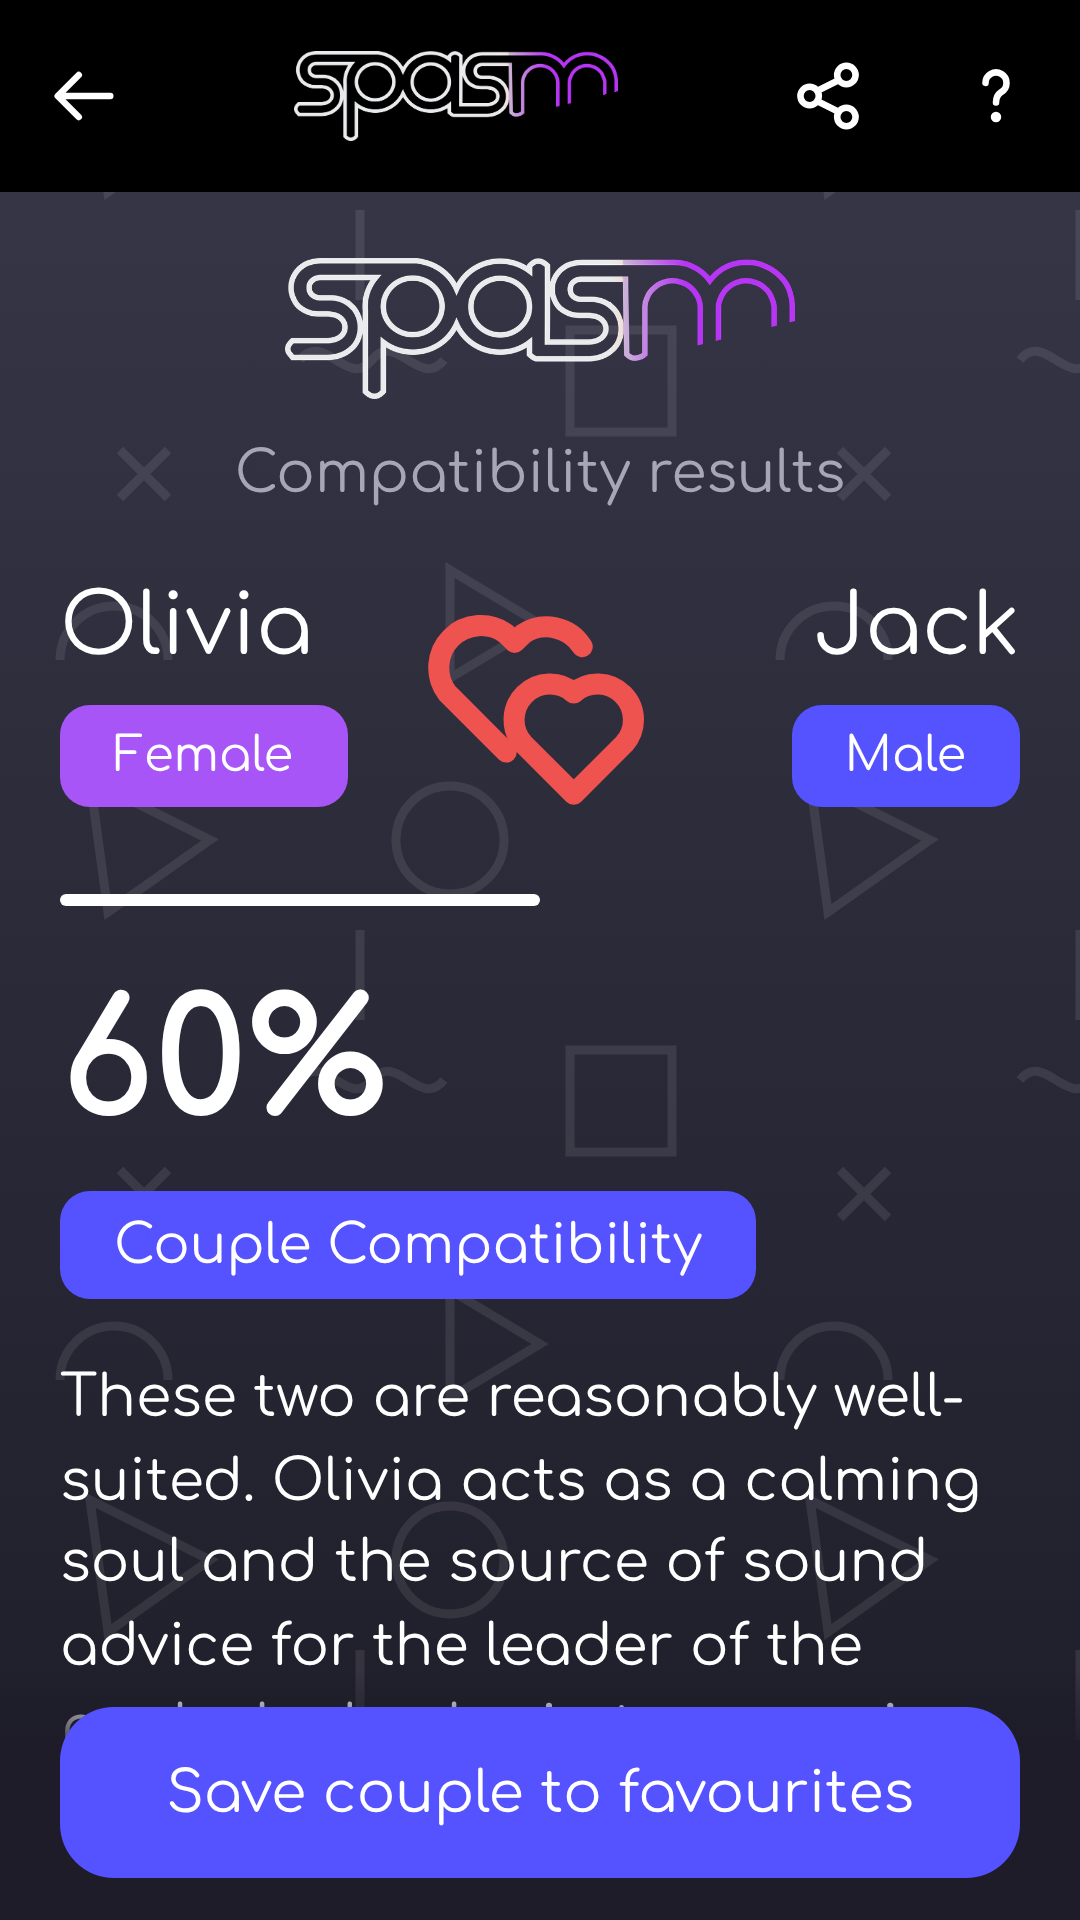 spasm
spasm
Compatibility results
Olivia
Jack
Female
Male
60%
Couple Compatibility
These two are reasonably well-
suited. Olivia acts as a calming
soul and the source of sound
advice for the leader of the
Save couple to favourites